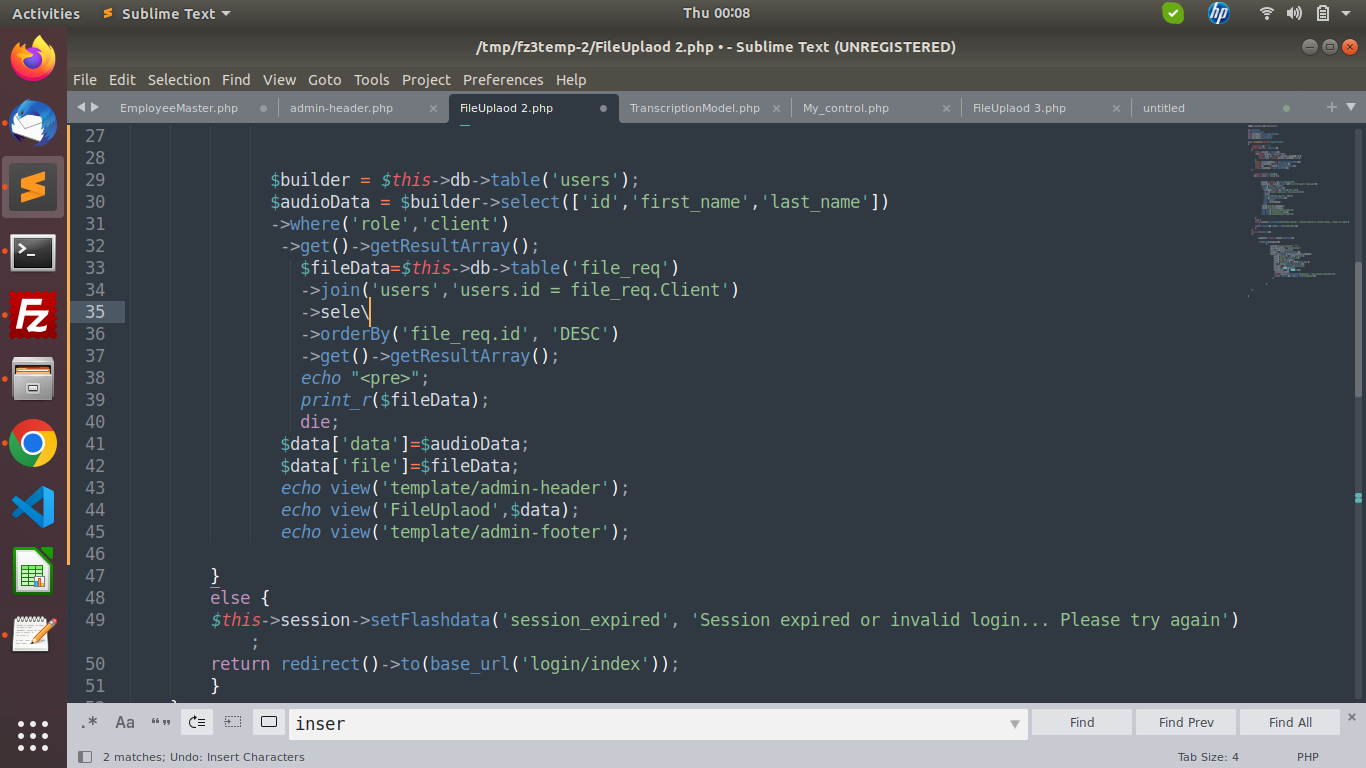 Activities Sublime Text Thu 00:08
/tmp/fz3temp-2/FileUplaod 2.php • - Sublime Text (UNREGISTERED)
File Edit Selection Find View Goto Tools Project Preferences Help
EmployeeMaster.php admin-header.php FileUplaod 2.php TranscriptionModel.php My_control.php FileUplaod 3.php untitled
27
28
29 $builder = $this->db->table('users');
30 $audioData = $builder->select(['id','first_name','last_name'])
31 ->where('role','client')
32 ->get()->getResultArray();
33 $fileData=$this->db->table('file_req')
34 ->join('users','users.id = file_req.Client')
35 ->sele\
36 ->orderBy('file_req.id', 'DESC')
37 ->get()->getResultArray();
38 echo "<pre>";
39 print_r($fileData);
40 die;
41 $data['data']=$audioData;
42 $data['file']=$fileData;
43 echo view('template/admin-header');
44 echo view('FileUplaod',$data);
45 echo view('template/admin-footer');
46
47 }
48 else {
49 $this->session->setFlashdata('session_expired', 'Session expired or invalid login... Please try again')
;
50 return redirect()->to(base_url('login/index'));
51 }
.* Aa “” inser Find Find Prev Find All
2 matches; Undo: Insert Characters Tab Size: 4 PHP